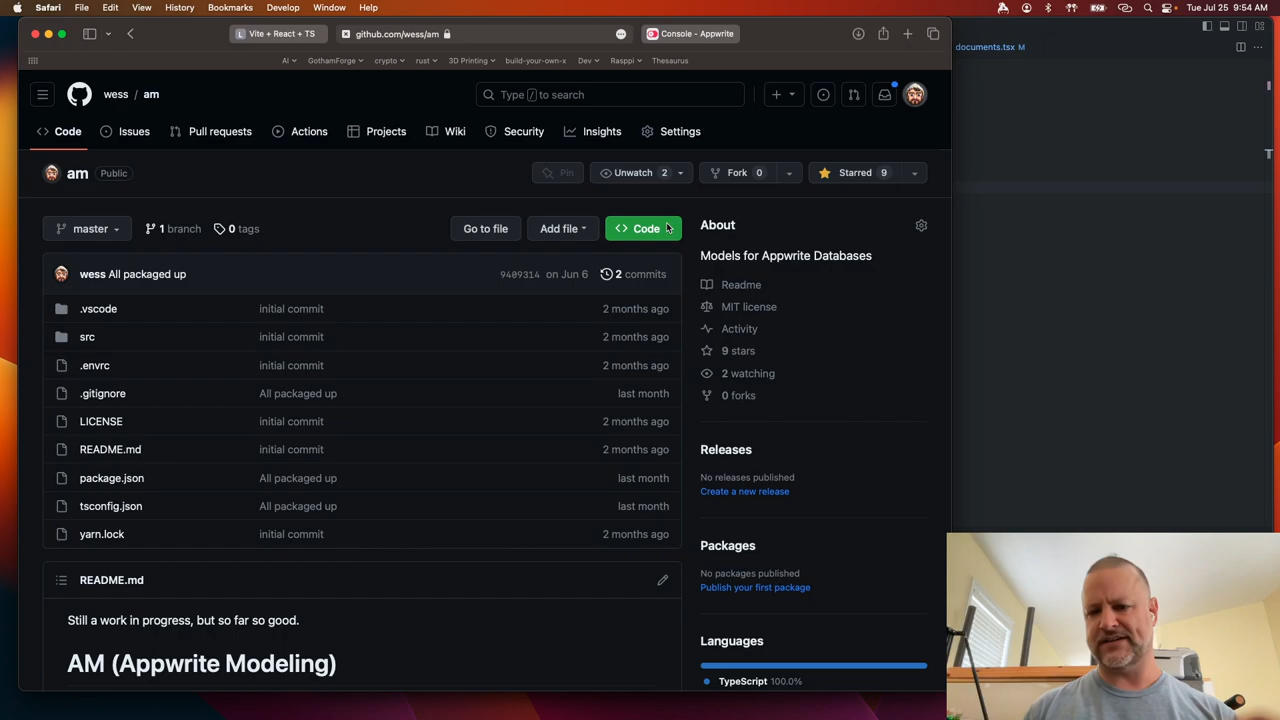 Safari File Edit View History Bookmarks Develop Window Help
Tue Jul 25 9:54 AM
Vite + React + TS
github.com/wess/am
Console - Appwrite
documents.tsx M
AI GothamForge crypto rust 3D Printing build-your-own-x Dev Rasppi Thesaurus
wess / am
Type / to search
Code Issues Pull requests Actions Projects Wiki Security Insights Settings
am Public
Pin Unwatch 2 Fork 0 Starred 9
master 1 branch 0 tags Go to file Add file Code
wess All packaged up 9409314 on Jun 6 2 commits
.vscode initial commit 2 months ago
src initial commit 2 months ago
.envrc initial commit 2 months ago
.gitignore All packaged up last month
LICENSE initial commit 2 months ago
README.md initial commit 2 months ago
package.json All packaged up last month
tsconfig.json All packaged up last month
yarn.lock initial commit 2 months ago
README.md
Still a work in progress, but so far so good.
AM (Appwrite Modeling)
About
Models for Appwrite Databases
Readme
MIT license
Activity
9 stars
2 watching
0 forks
Releases
No releases published
Create a new release
Packages
No packages published
Publish your first package
Languages
TypeScript 100.0%